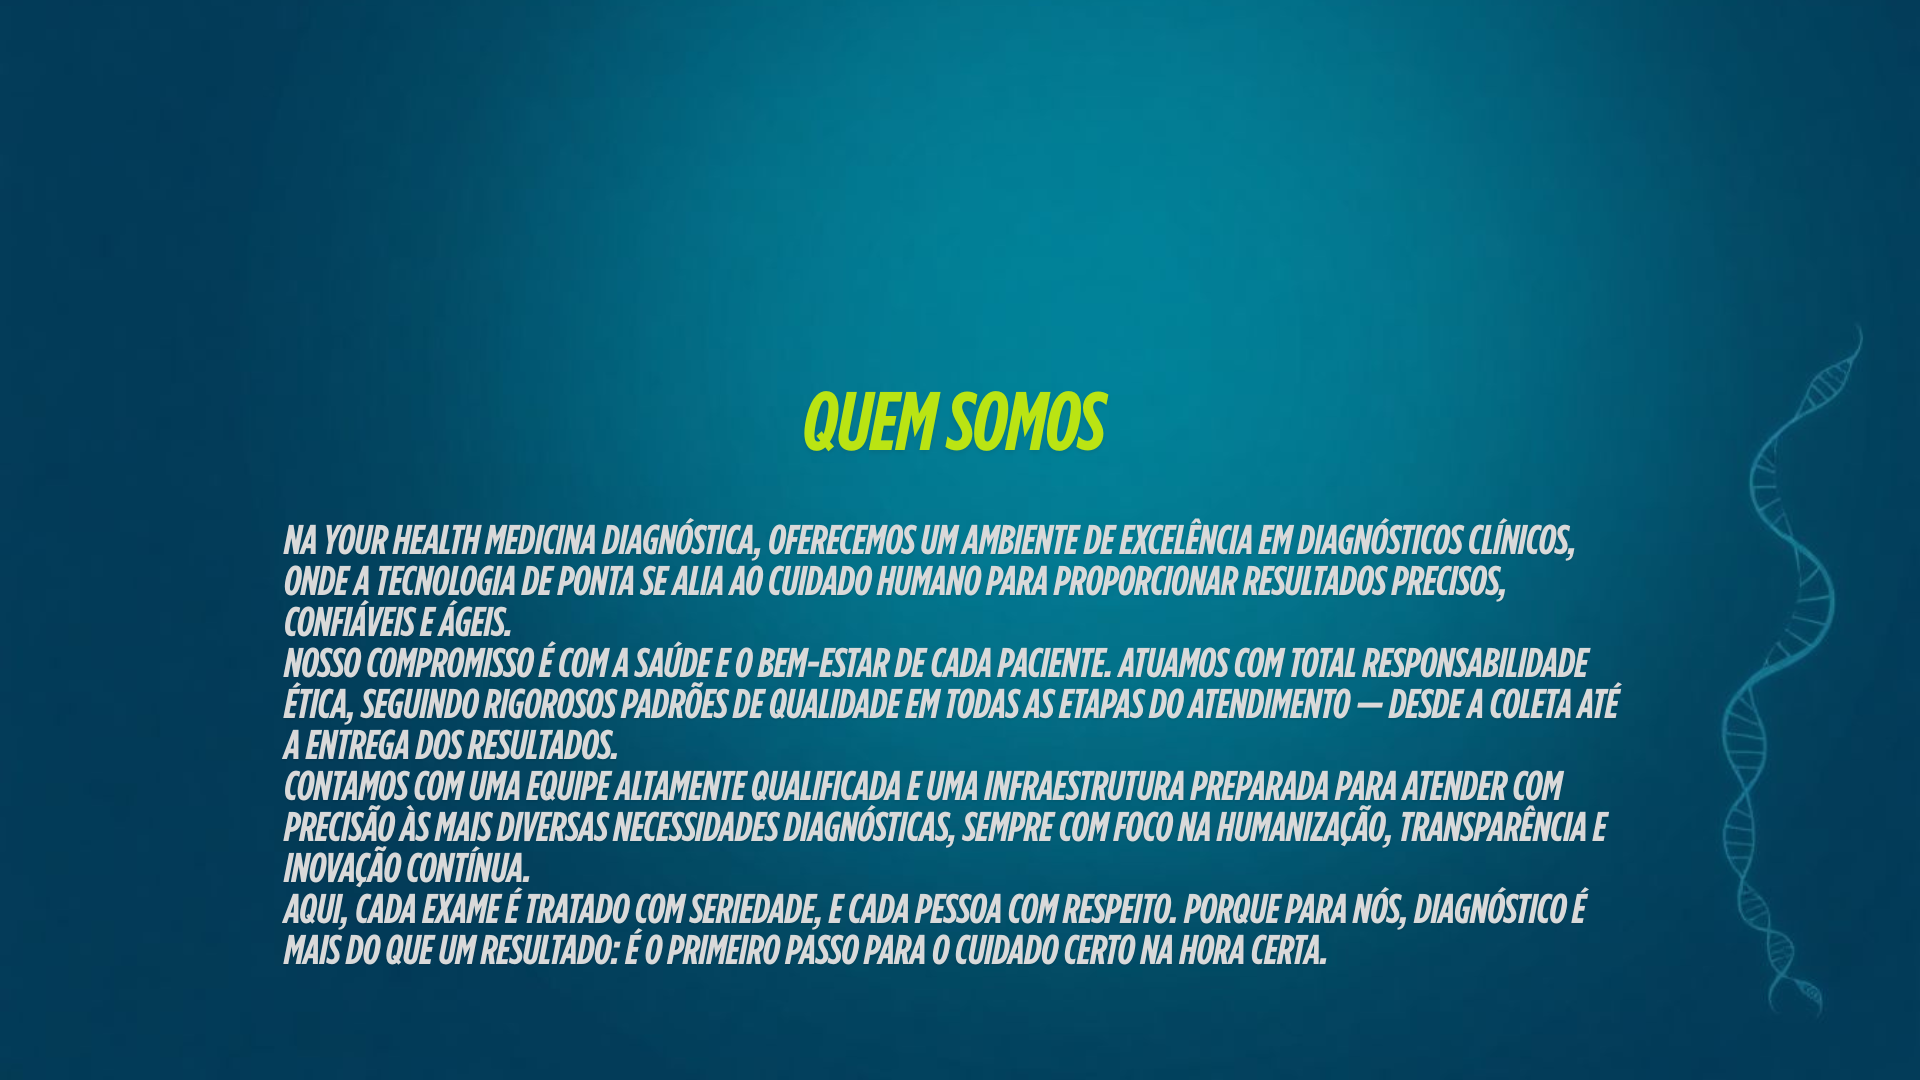 QUEM SOMOS
NA YOUR HEALTH MEDICINA DIAGNÓSTICA, OFERECEMOS UM AMBIENTE DE EXCELÊNCIA EM DIAGNÓSTICOS CLÍNICOS,
ONDE A TECNOLOGIA DE PONTA SE ALIA AO CUIDADO HUMANO PARA PROPORCIONAR RESULTADOS PRECISOS,
CONFIÁVEIS E ÁGEIS.
NOSSO COMPROMISSO É COM A SAÚDE E O BEM-ESTAR DE CADA PACIENTE. ATUAMOS COM TOTAL RESPONSABILIDADE
ÉTICA, SEGUINDO RIGOROSOS PADRÕES DE QUALIDADE EM TODAS AS ETAPAS DO ATENDIMENTO — DESDE A COLETA ATÉ
A ENTREGA DOS RESULTADOS.
CONTAMOS COM UMA EQUIPE ALTAMENTE QUALIFICADA E UMA INFRAESTRUTURA PREPARADA PARA ATENDER COM
PRECISÃO ÀS MAIS DIVERSAS NECESSIDADES DIAGNÓSTICAS, SEMPRE COM FOCO NA HUMANIZAÇÃO, TRANSPARÊNCIA E
INOVAÇÃO CONTÍNUA.
AQUI, CADA EXAME É TRATADO COM SERIEDADE, E CADA PESSOA COM RESPEITO. PORQUE PARA NÓS, DIAGNÓSTICO É
MAIS DO QUE UM RESULTADO: É O PRIMEIRO PASSO PARA O CUIDADO CERTO NA HORA CERTA.